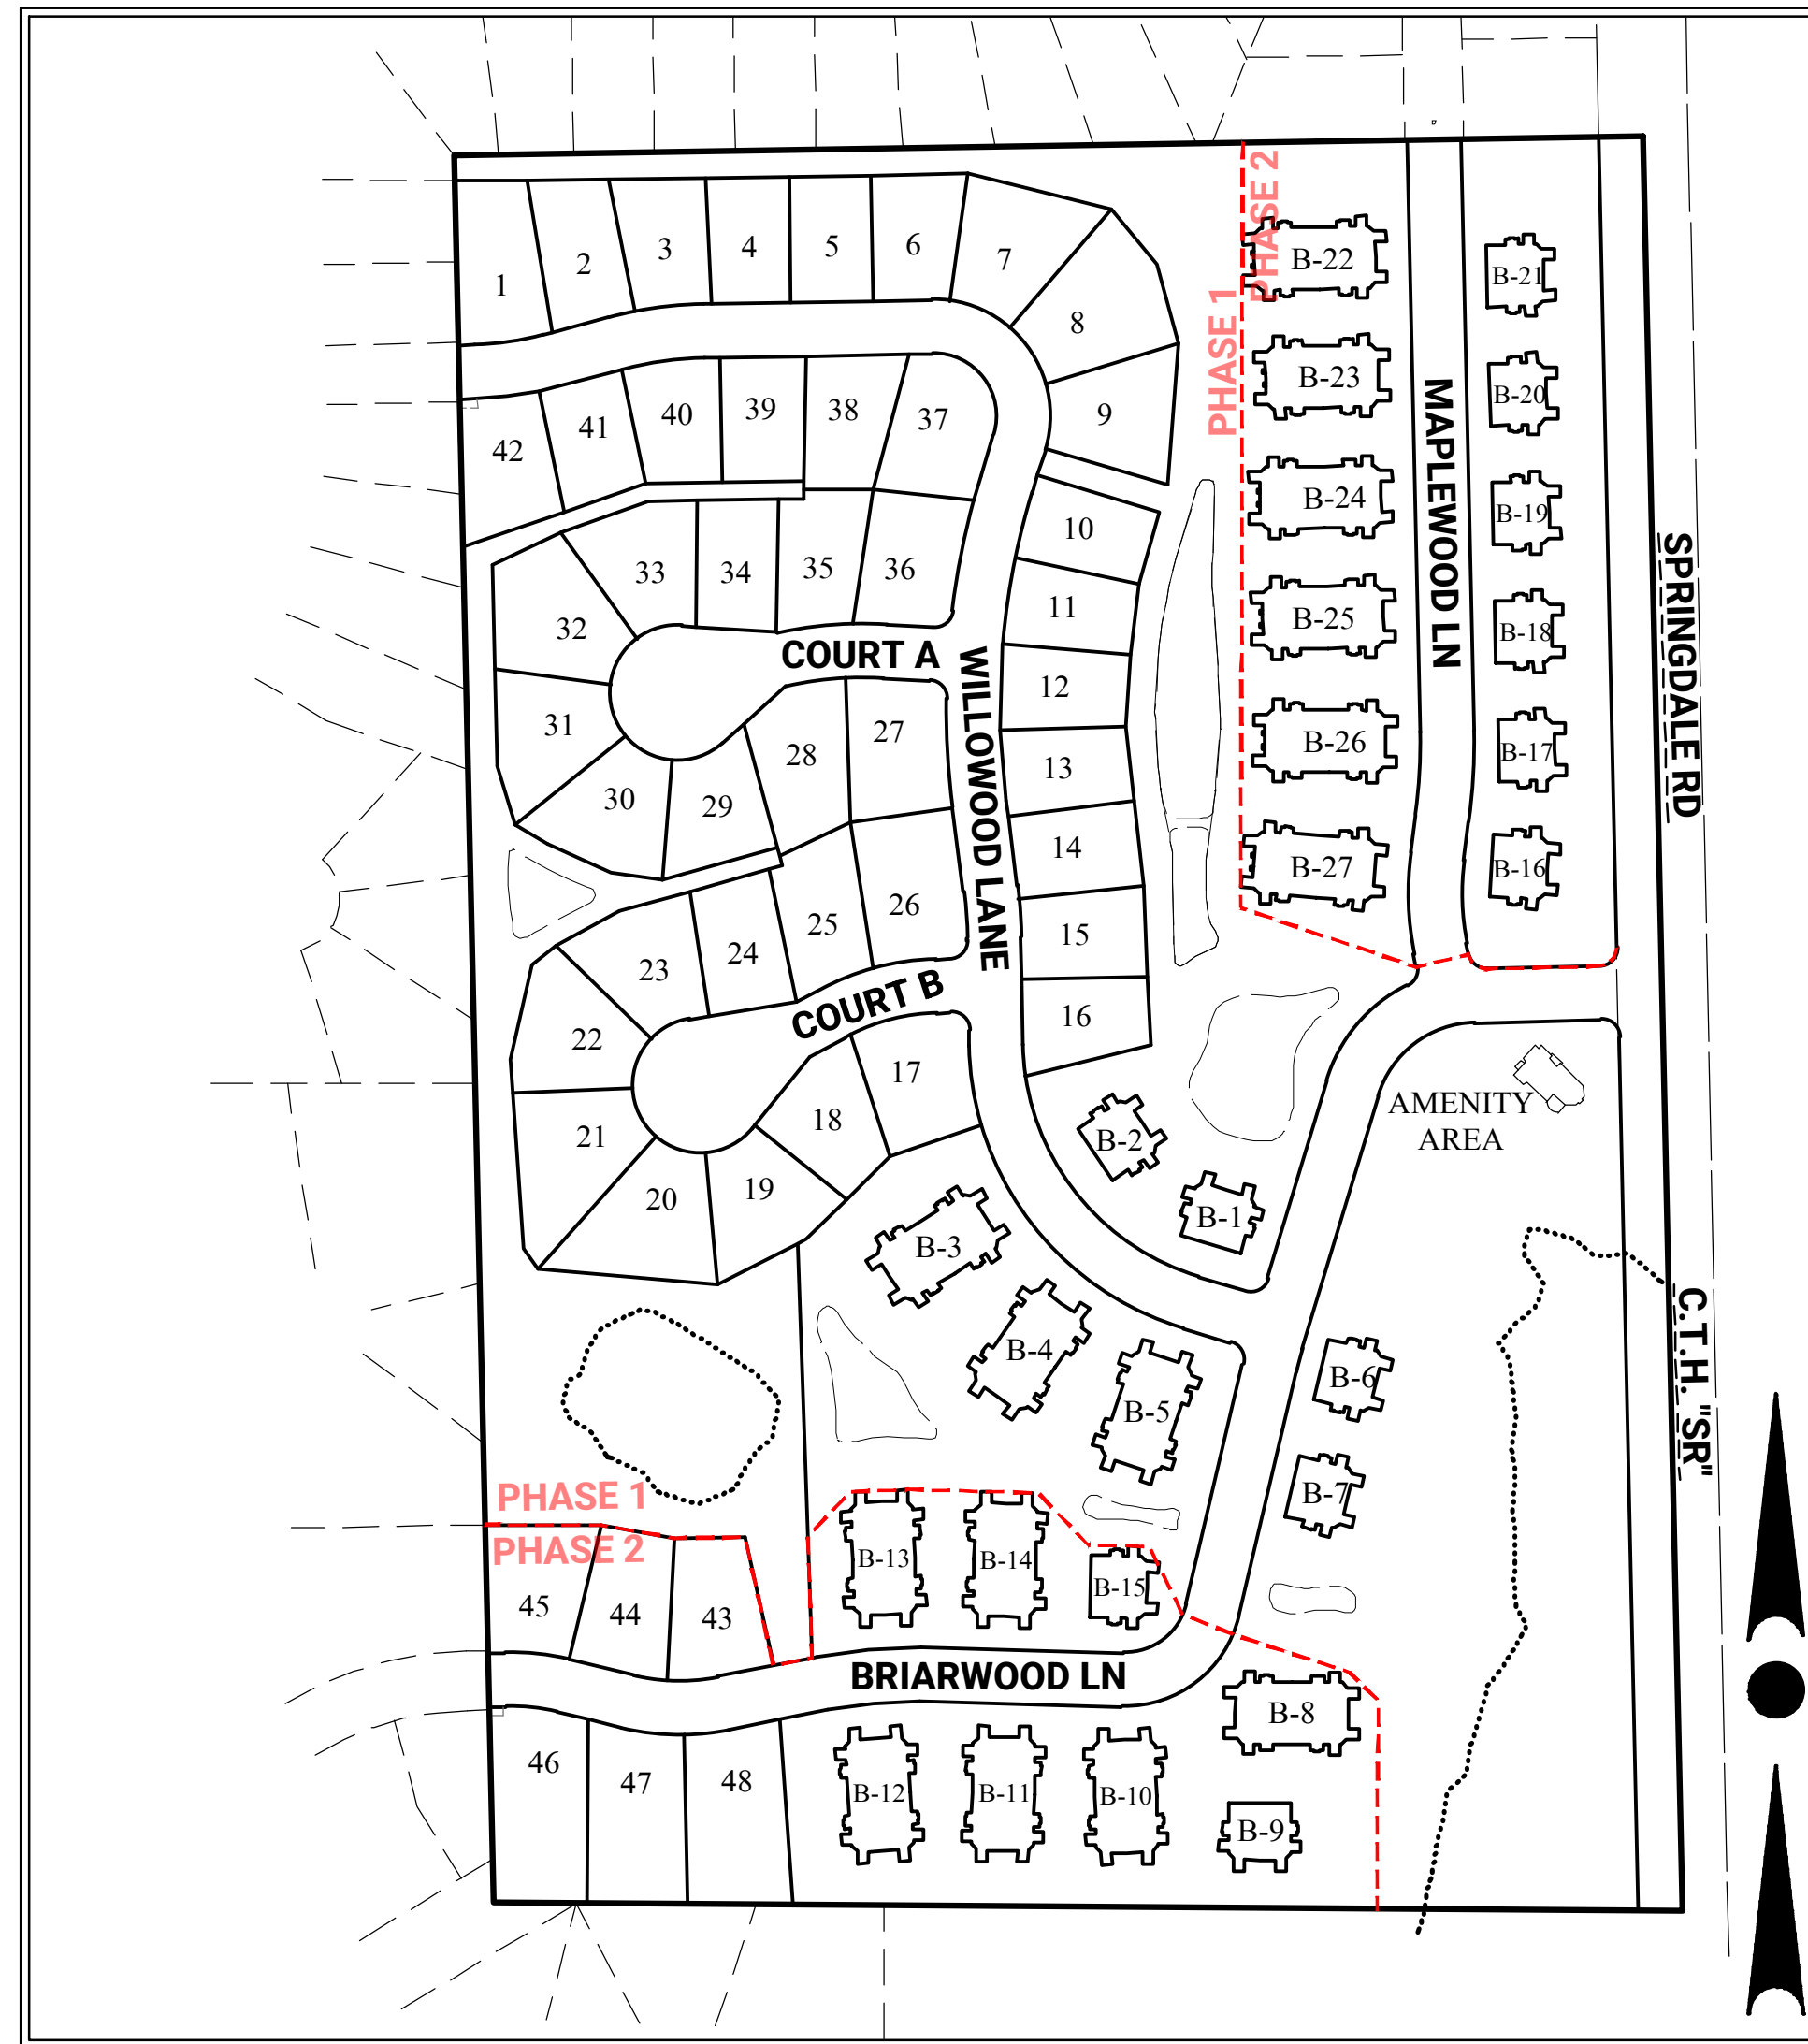 PHASE 2
PHASE 1
1
2
3
4
5
6
7
8
9
10
11
12
13
14
15
16
42
41
40
39
38
37
36
35
34
33
32
31
30
29
28
27
COURT A
WILLOWOOD LANE
26
25
24
23
22
21
20
19
18
17
COURT B
B-22
B-23
B-24
B-25
B-26
B-27
MAPLEWOOD LN
B-21
B-20
B-19
B-18
B-17
B-16
SPRINGDALE RD
C.T.H. "SR"
AMENITY
AREA
B-2
B-1
B-3
B-4
B-5
B-6
B-7
PHASE 1
PHASE 2
45
44
43
B-13
B-14
B-15
BRIARWOOD LN
46
47
48
B-12
B-11
B-10
B-8
B-9